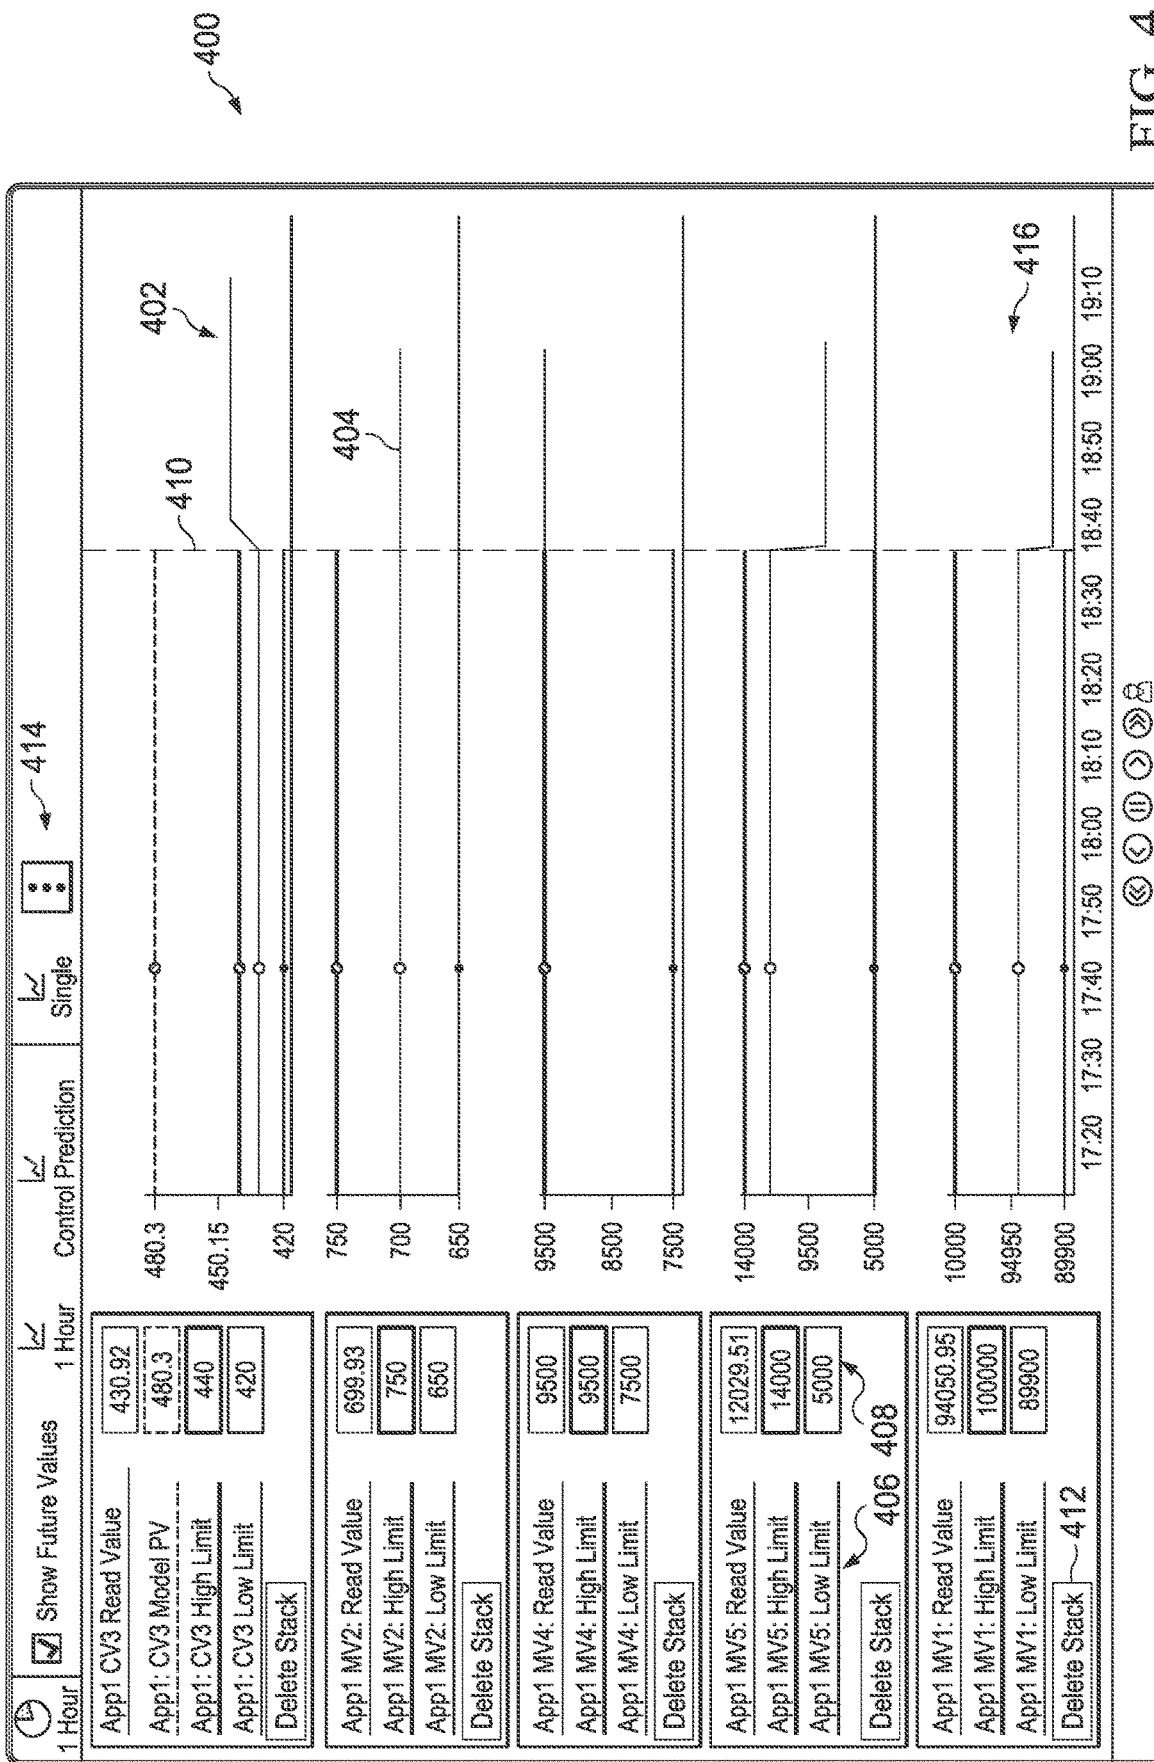 400
1 Hour
Show Future Values
1 Hour
Control Prediction
Single
414
App1 CV3 Read Value 430.92
App1: CV3 Model PV 480.3
App1: CV3 High Limit 440
App1: CV3 Low Limit 420
Delete Stack
480.3
450.15
420
410
402
App1 MV2: Read Value 699.93
App1 MV2: High Limit 750
App1 MV2: Low Limit 650
Delete Stack
750
700
650
404
App1 MV4: Read Value 9500
App1 MV4: High Limit 9500
App1 MV4: Low Limit 7500
Delete Stack
9500
8500
7500
App1 MV5: Read Value 12029.51
App1 MV5: High Limit 14000
App1 MV5: Low Limit 5000
406 408
Delete Stack
14000
9500
5000
App1 MV1: Read Value 94050.95
App1 MV1: High Limit 100000
App1 MV1: Low Limit 89900
Delete Stack 412
10000
94950
89900
416
17:20 17:30 17:40 17:50 18:00 18:10 18:20 18:30 18:40 18:50 19:00 19:10
FIG. 4